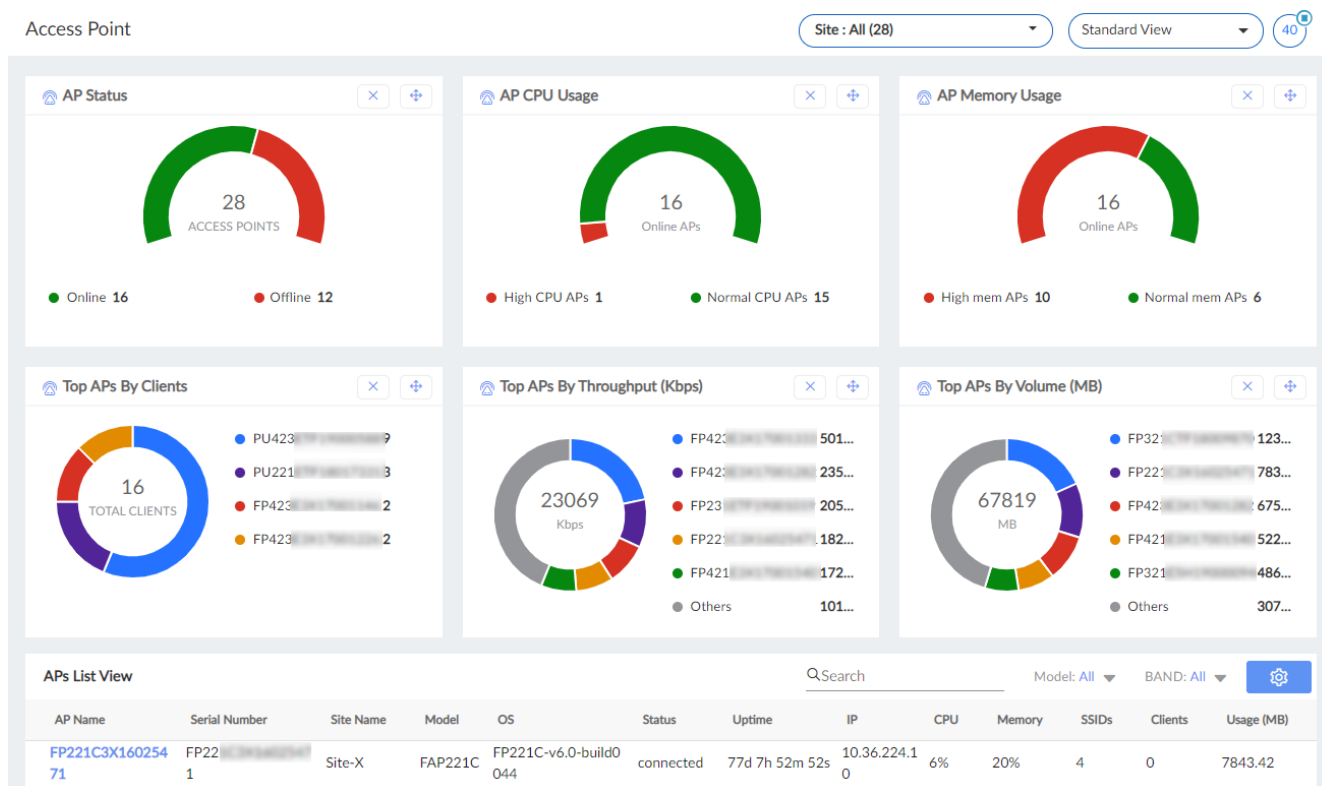 Access Point
Site : All (28)
Standard View
40
AP Status
AP CPU Usage
AP Memory Usage
28
ACCESS POINTS
16
Online APs
16
Online APs
Online 16
Offline 12
High CPU APs 1
Normal CPU APs 15
High mem APs 10
Normal mem APs 6
Top APs By Clients
Top APs By Throughput (Kbps)
Top APs By Volume (MB)
16
TOTAL CLIENTS
PU423 9
PU221 3
FP423 2
FP423 2
23069
Kbps
FP423 501...
FP42 235...
FP23 205...
FP22 182...
FP421 172...
Others 101...
67819
MB
FP321 123...
FP221 783...
FP42 675...
FP421 522...
FP321 486...
Others 307...
APs List View
Search
Model: All
BAND: All
AP Name Serial Number Site Name Model OS Status Uptime IP CPU Memory SSIDs Clients Usage (MB)
FP221C3X160254 FP22 Site-X FAP221C FP221C-v6.0-build0 connected 77d 7h 52m 52s 10.36.224.1 6% 20% 4 0 7843.42
71 1 044 0